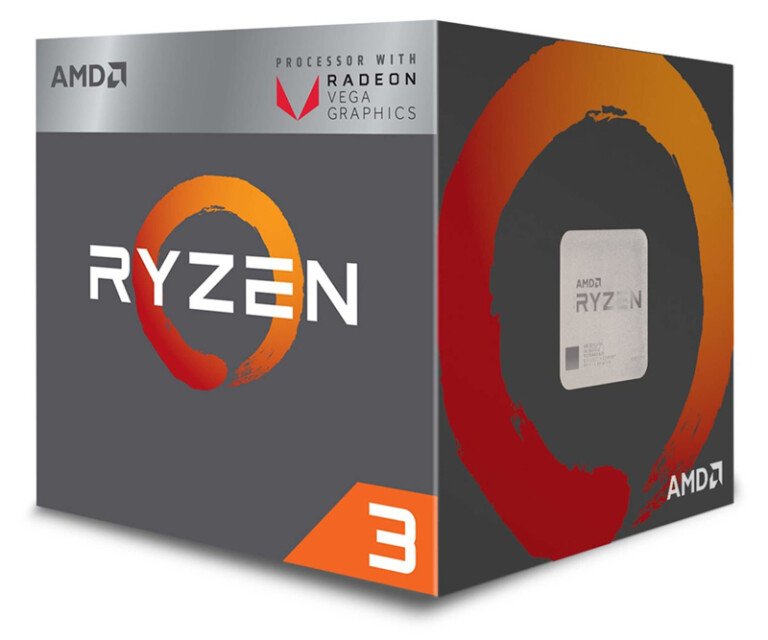 AMD
PROCESSOR WITH
RADEON
VEGA
GRAPHICS
RYZEN
3
AMD
RYZEN
AMD